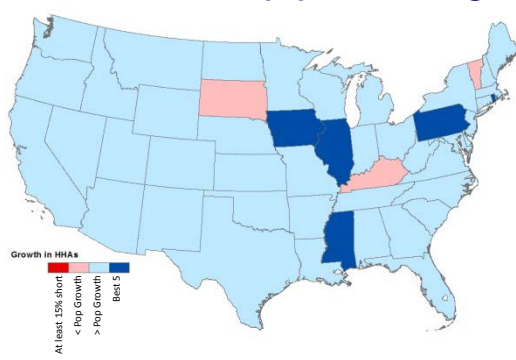 Growth in HHAs
At least 15% short
< Pop Growth
> Pop Growth
Best 5